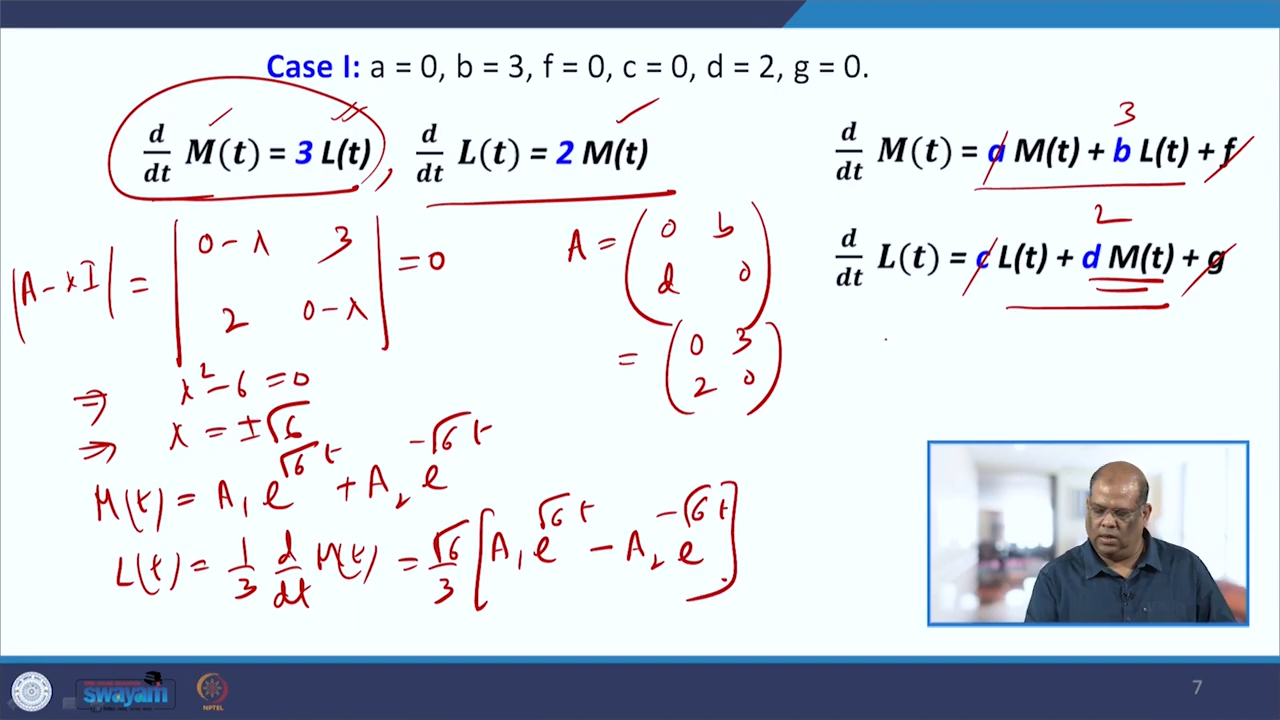 Case I: a = 0, b = 3, f = 0, c = 0, d = 2, g = 0.
d/dt M(t) = 3 L(t), d/dt L(t) = 2 M(t)
3
d/dt M(t) = a M(t) + b L(t) + f
2
d/dt L(t) = c L(t) + d M(t) + g
|A - λI| = | 0 - λ 3 | = 0
| 2 0 - λ |
A = ( 0 b
d 0 )
= ( 0 3
2 0 )
⇒ λ² - 6 = 0
⇒ λ = ±√6
M(t) = A₁ e^{√6 t} + A₂ e^{-√6 t}
L(t) = 1/3 d/dt M(t) = √6/3 [ A₁ e^{√6 t} - A₂ e^{-√6 t} ]
swayam
NPTEL
7